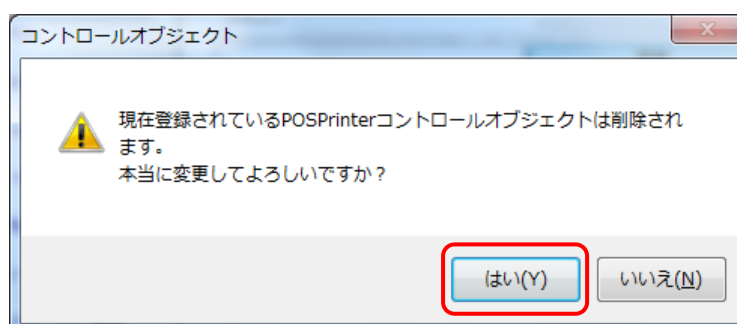 コントロールオブジェクト
現在登録されているPOSPrinterコントロールオブジェクトは削除され
ます。
本当に変更してよろしいですか？
はい(Y)
いいえ(N)